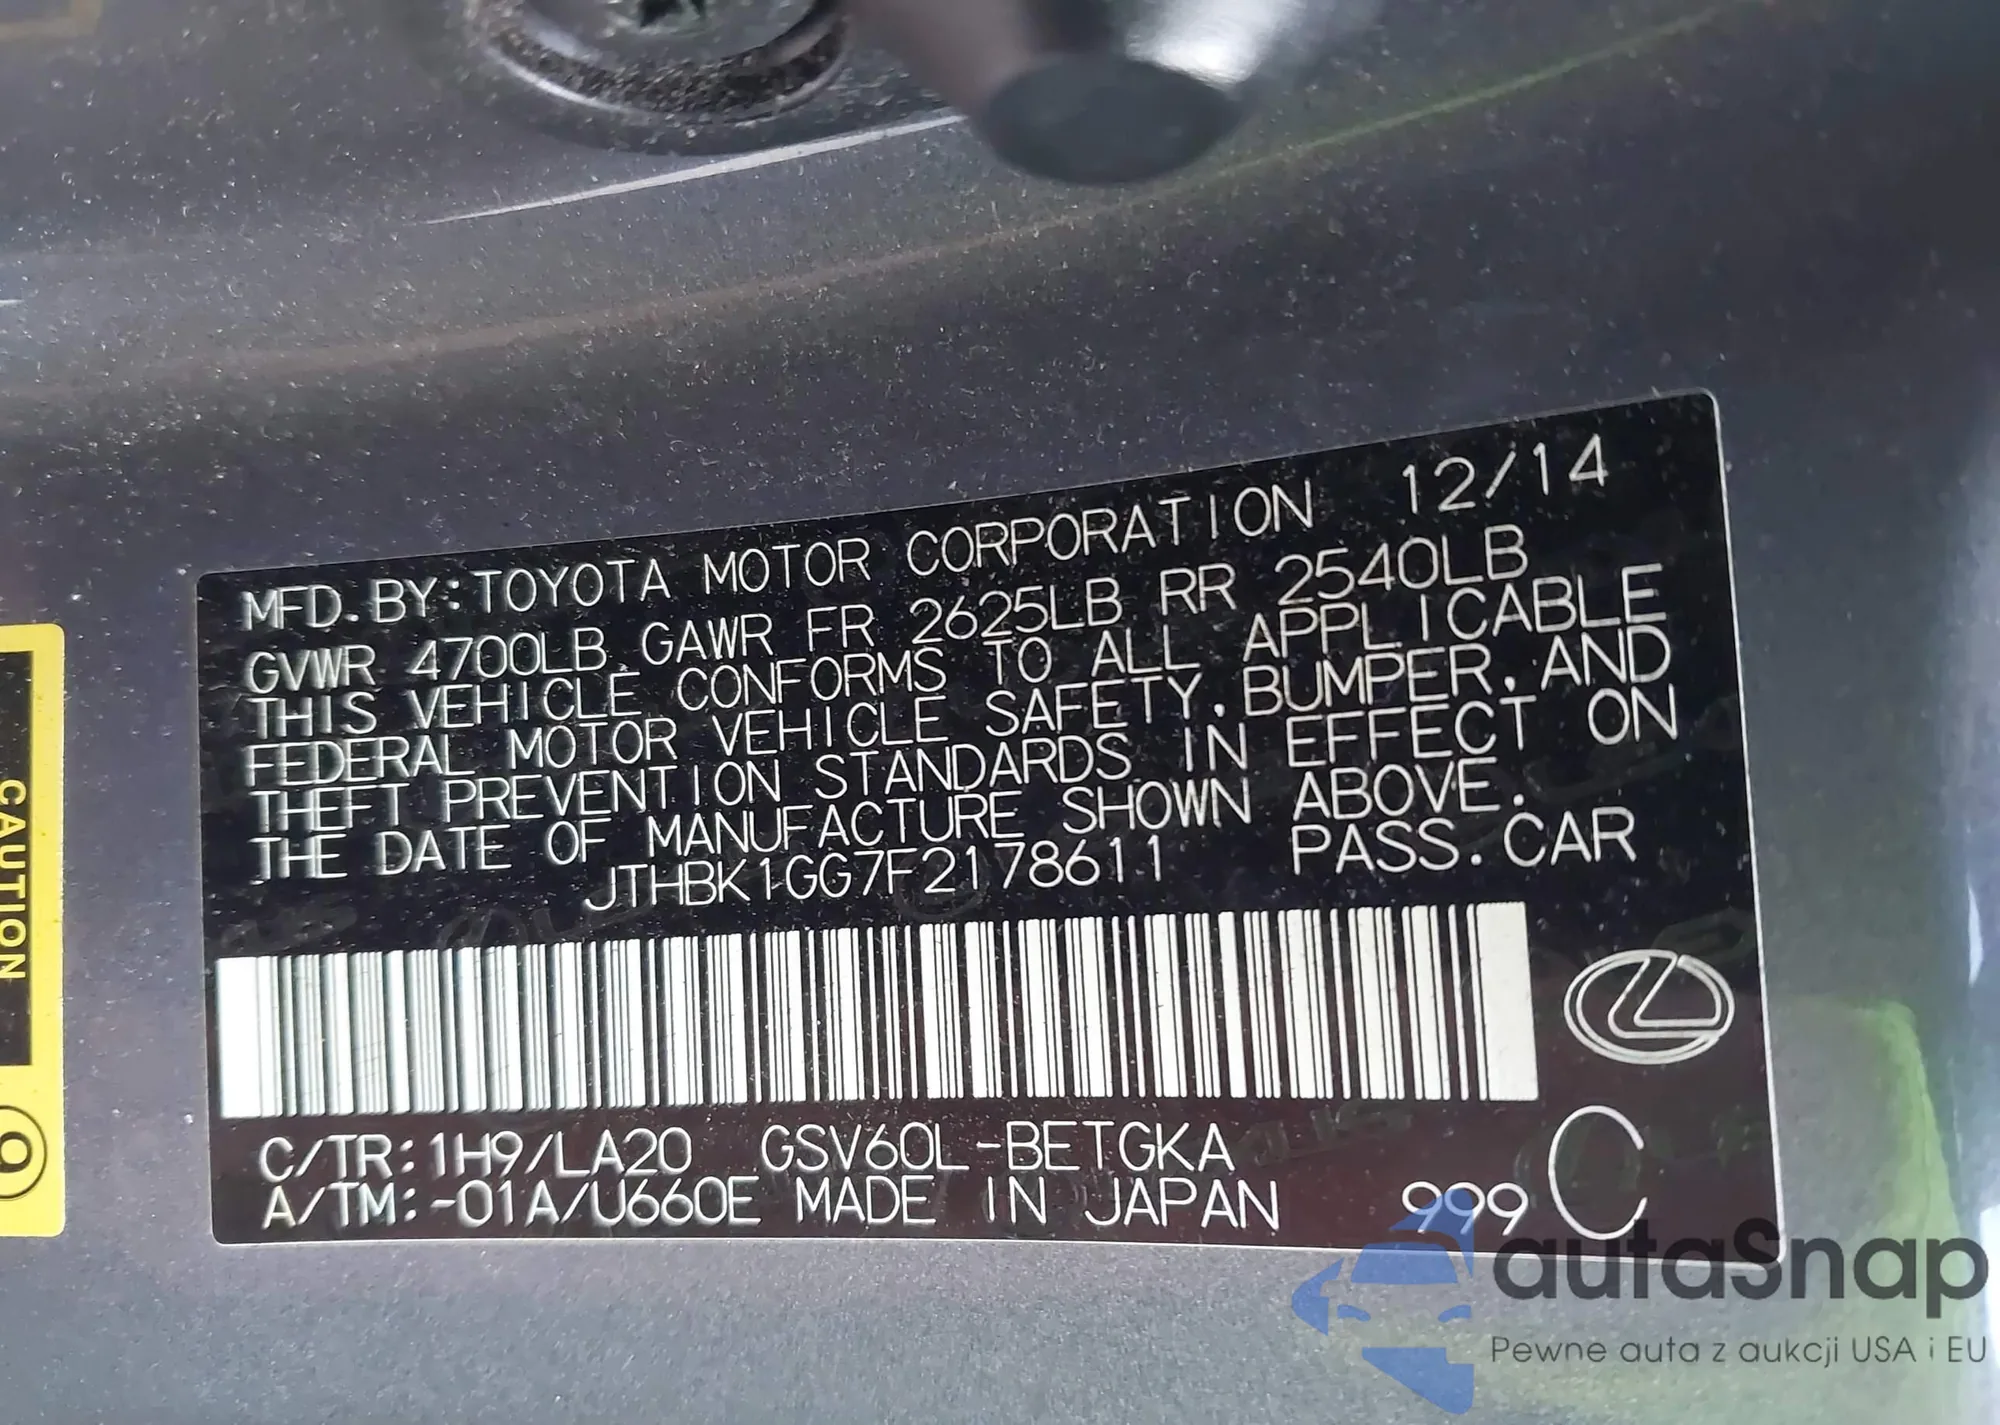 MFD. BY: TOYOTA MOTOR CORPORATION 12/14
GVWR 4700LB GAWR FR 2625LB RR 2540LB
THIS VEHICLE CONFORMS TO ALL APPLICABLE
FEDERAL MOTOR VEHICLE SAFETY, BUMPER, AND
THEFT PREVENTION STANDARDS IN EFFECT ON
THE DATE OF MANUFACTURE SHOWN ABOVE.
JTHBK1GG7F2178611 PASS. CAR
C/TR: 1H9/LA20 GSV60L-BETGKA
A/TM: -01A/U660E MADE IN JAPAN 999 C
CAUTION
autaSnap
Pewne auta z aukcji USA i EU